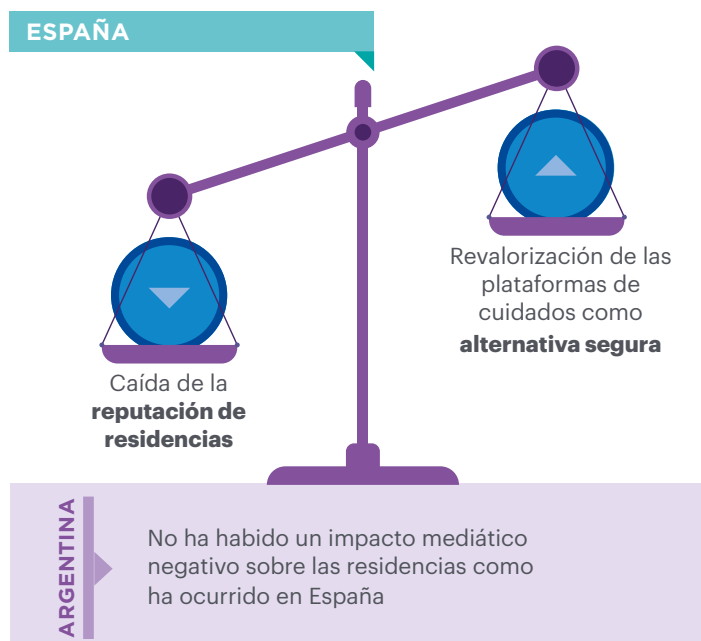 ESPAÑA
Revalorización de las
plataformas de
cuidados como
alternativa segura
Caída de la
reputación de
residencias
ARGENTINA
No ha habido un impacto mediático
negativo sobre las residencias como
ha ocurrido en España